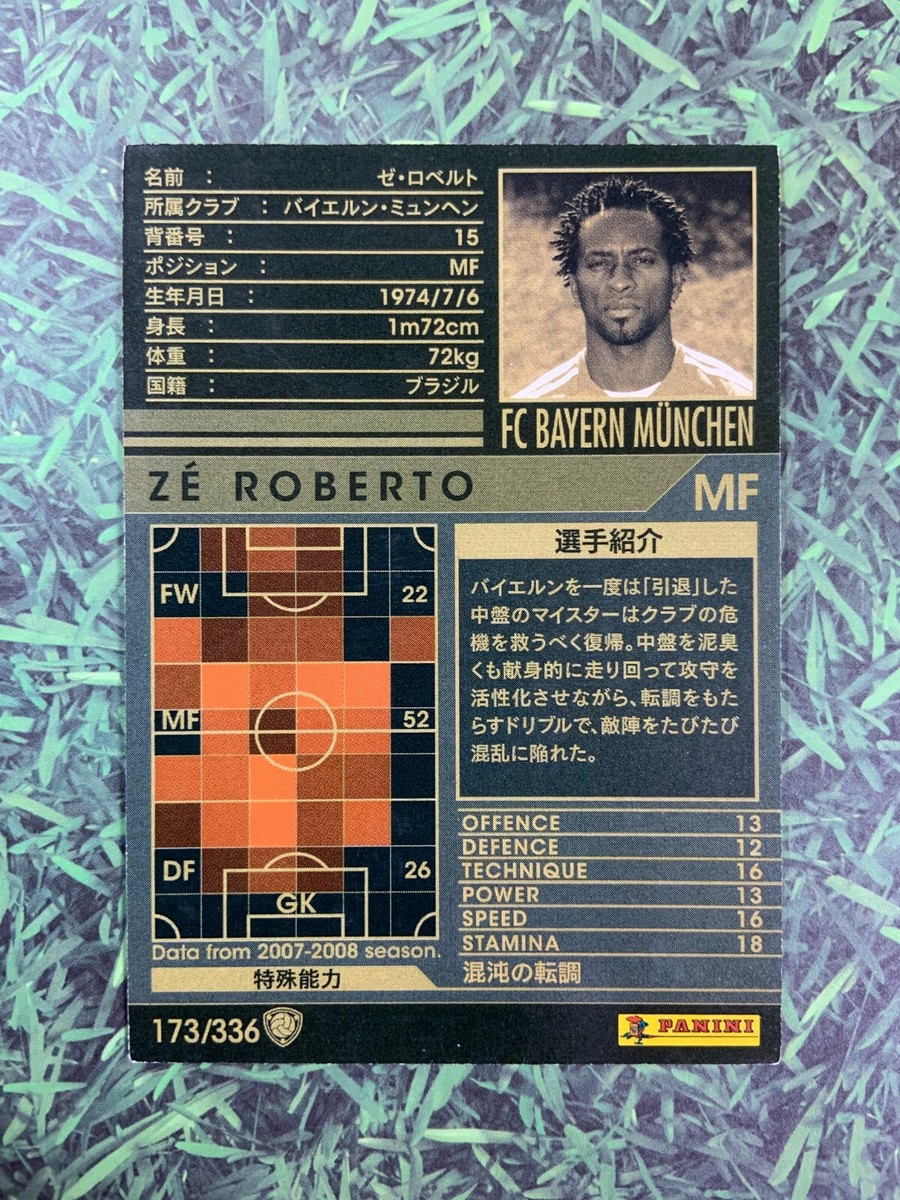 名前 : ゼ・ロベルト
所属クラブ : バイエルン・ミュンヘン
背番号 : 15
ポジション : MF
生年月日 : 1974/7/6
身長 : 1m72cm
体重 : 72kg
国籍 : ブラジル
FC BAYERN MÜNCHEN
ZÉ ROBERTO
MF
FW 22
MF 52
DF 26
GK
Data from 2007-2008 season.
選手紹介
バイエルンを一度は「引退」した
中盤のマイスターはクラブの危
機を救うべく復帰。中盤を泥臭
くも献身的に走り回って攻守を
活性化させながら、転調をもた
らすドリブルで、敵陣をたびたび
混乱に陥れた。
OFFENCE 13
DEFENCE 12
TECHNIQUE 16
POWER 13
SPEED 16
STAMINA 18
特殊能力 混沌の転調
173/336
PANINI